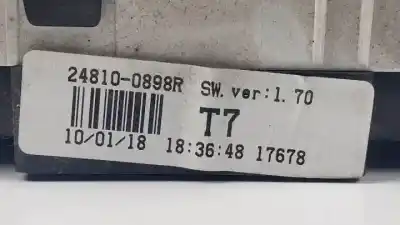 24810-0898R SW. ver:1. 70
T7
10/01/18 18:36:48 17678